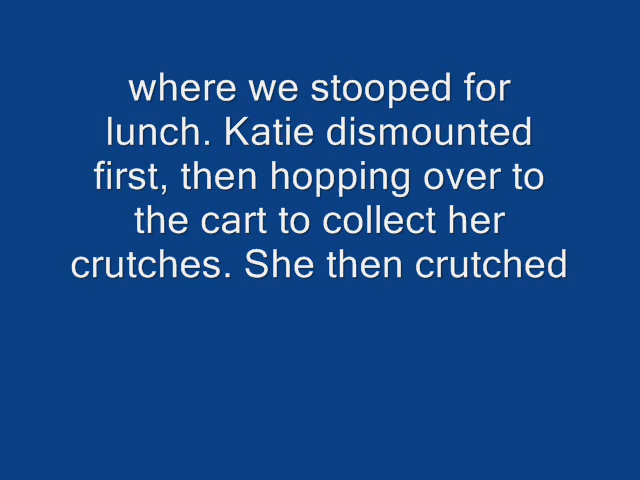 where we stooped for
lunch. Katie dismounted
first, then hopping over to
the cart to collect her
crutches. She then crutched